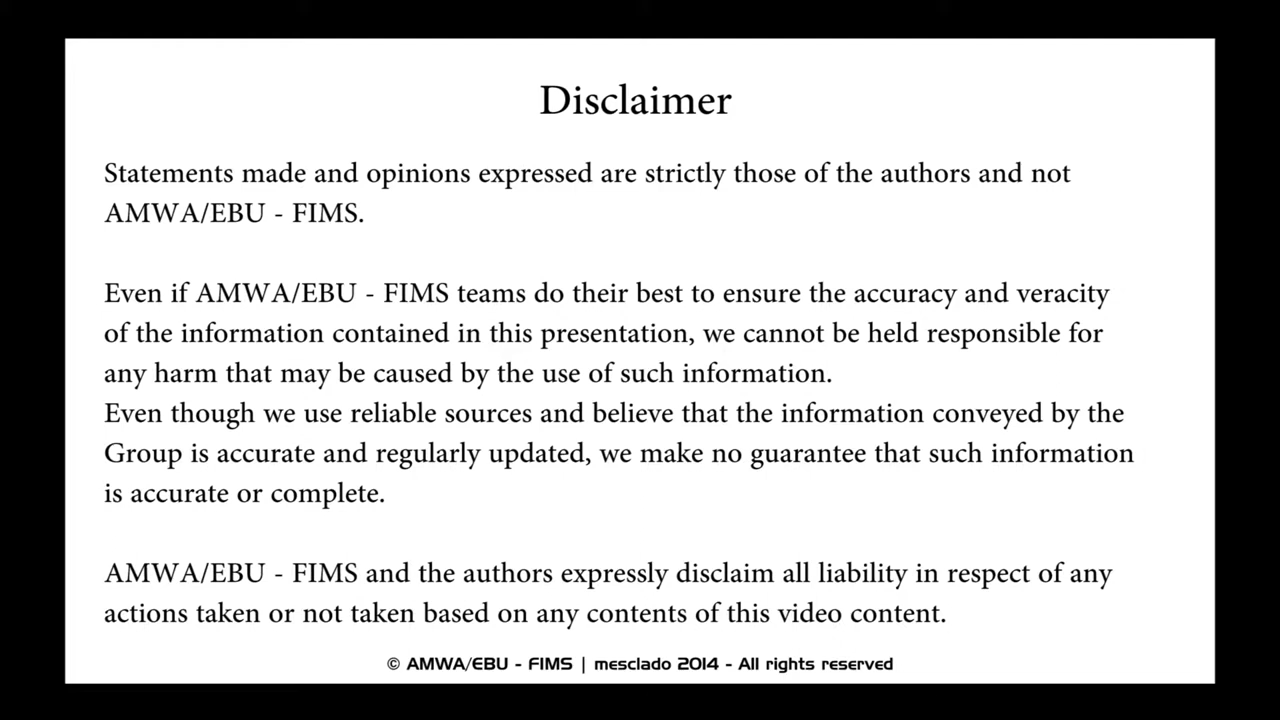 Disclaimer
Statements made and opinions expressed are strictly those of the authors and not
AMWA/EBU - FIMS.
Even if AMWA/EBU - FIMS teams do their best to ensure the accuracy and veracity
of the information contained in this presentation, we cannot be held responsible for
any harm that may be caused by the use of such information.
Even though we use reliable sources and believe that the information conveyed by the
Group is accurate and regularly updated, we make no guarantee that such information
is accurate or complete.
AMWA/EBU - FIMS and the authors expressly disclaim all liability in respect of any
actions taken or not taken based on any contents of this video content.
© AMWA/EBU - FIMS | mesclado 2014 - All rights reserved